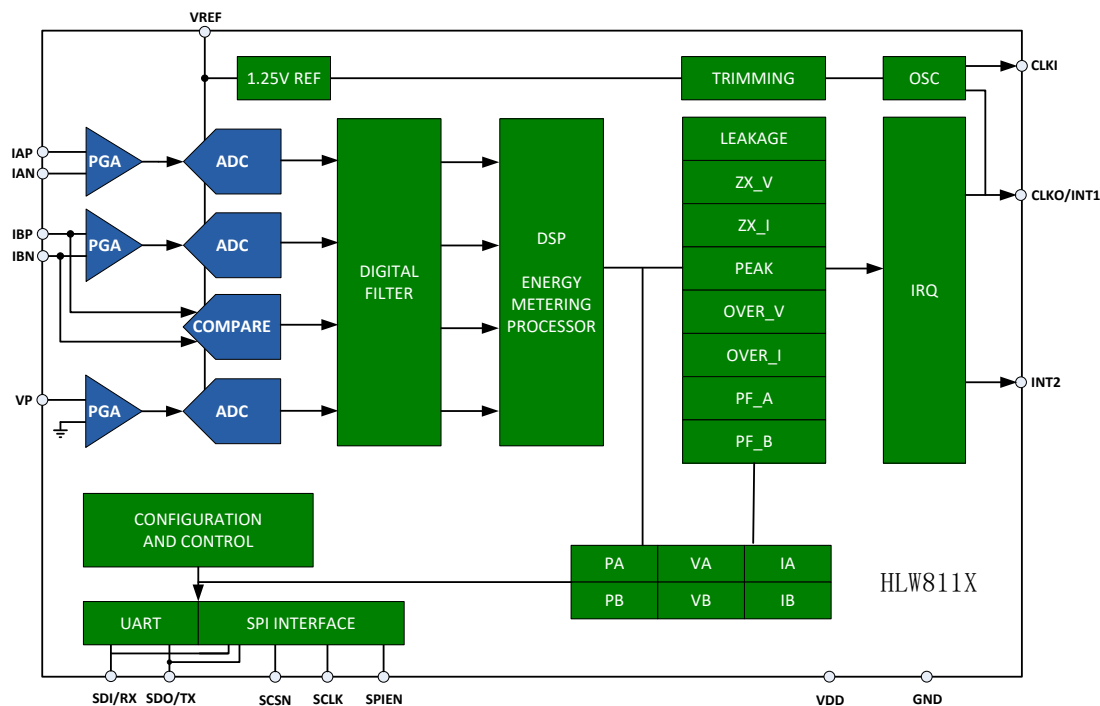 VREF
1.25V REF
TRIMMING
OSC
CLKI
IAP
IAN
PGA
ADC
LEAKAGE
ZX_V
CLKO/INT1
IBP
IBN
PGA
ADC
DIGITAL
FILTER
DSP
ENERGY
METERING
PROCESSOR
ZX_I
PEAK
IRQ
COMPARE
OVER_V
OVER_I
INT2
VP
PGA
ADC
PF_A
PF_B
CONFIGURATION
AND CONTROL
PA
VA
IA
PB
VB
IB
HLW811X
UART
SPI INTERFACE
SDI/RX
SDO/TX
SCSN
SCLK
SPIEN
VDD
GND